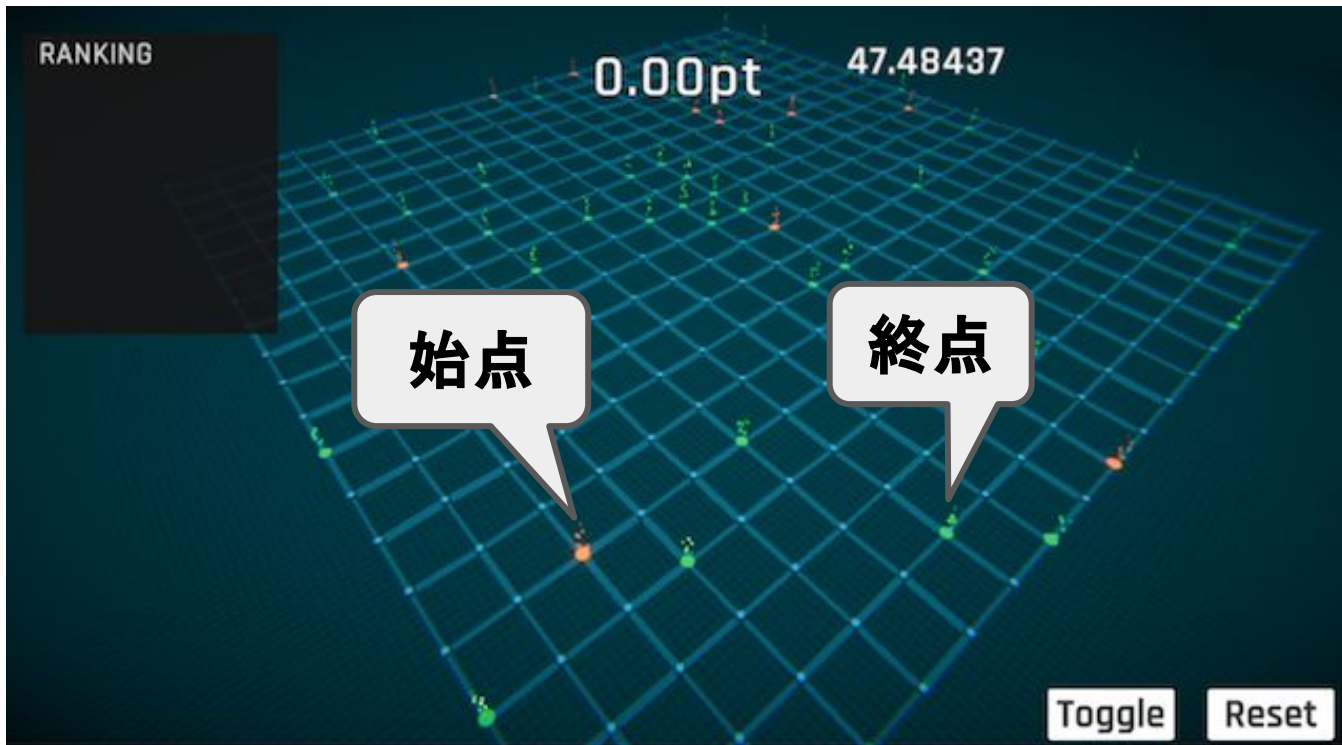 RANKING
0.00pt
47.48437
始点
終点
Toggle
Reset